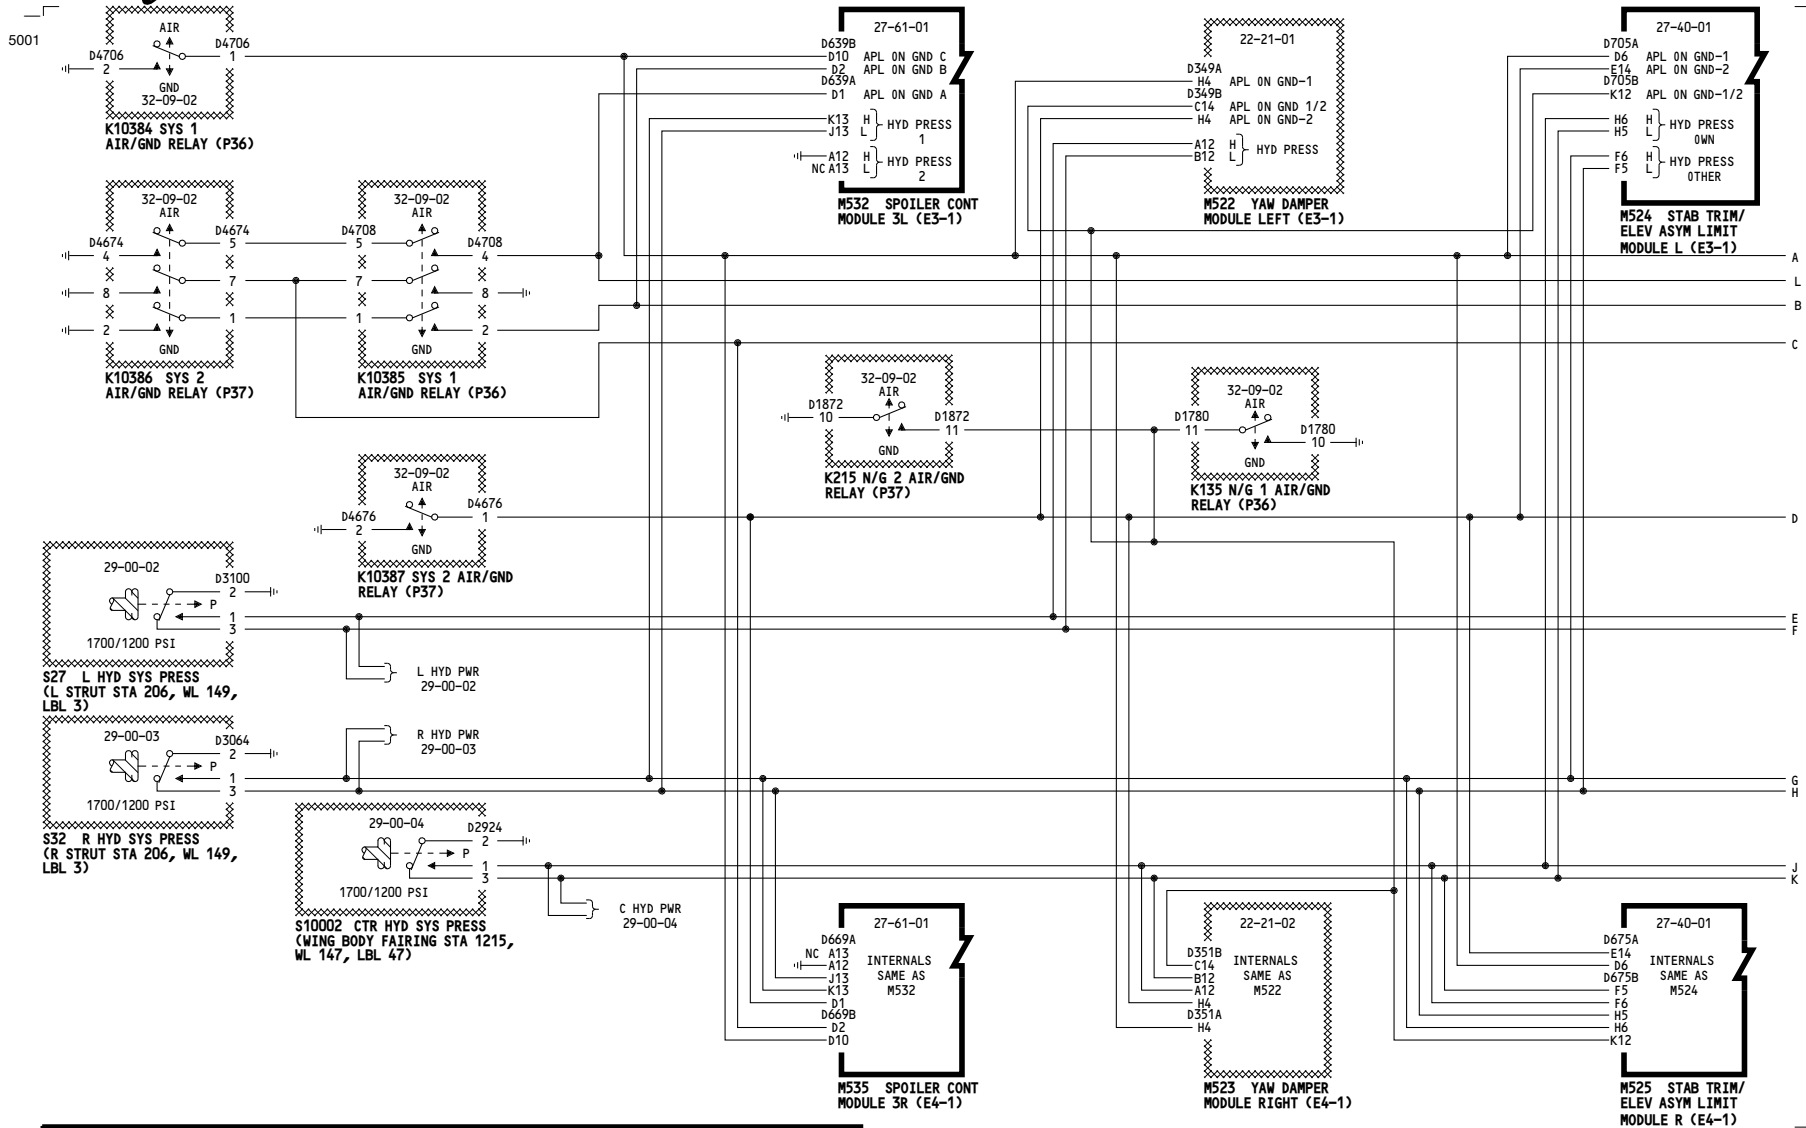 5001
AIR
D4706
2
D4706
1
GND
32-09-02
K10384 SYS 1
AIR/GND RELAY (P36)
27-61-01
D639B
D10 APL ON GND C
D2 APL ON GND B
D639A
D1 APL ON GND A
K13 H
J13 L
HYD PRESS
1
A12 H
NC A13 L
HYD PRESS
2
M532 SPOILER CONT
MODULE 3L (E3-1)
22-21-01
D349A
H4 APL ON GND-1
D349B
C14 APL ON GND 1/2
H4 APL ON GND-2
A12 H
B12 L
HYD PRESS
M522 YAW DAMPER
MODULE LEFT (E3-1)
27-40-01
D705A
D6 APL ON GND-1
E14 APL ON GND-2
D705B
K12 APL ON GND-1/2
H6 H
H5 L
HYD PRESS
OWN
F6 H
F5 L
HYD PRESS
OTHER
M524 STAB TRIM/
ELEV ASYM LIMIT
MODULE L (E3-1)
32-09-02
AIR
D4674
4
8
2
D4674
5
7
1
GND
K10386 SYS 2
AIR/GND RELAY (P37)
32-09-02
AIR
D4708
5
7
1
D4708
4
8
2
GND
K10385 SYS 1
AIR/GND RELAY (P36)
A
L
B
C
32-09-02
AIR
D1872
10
D1872
11
GND
K215 N/G 2 AIR/GND
RELAY (P37)
32-09-02
AIR
D1780
11
D1780
10
GND
K135 N/G 1 AIR/GND
RELAY (P36)
32-09-02
AIR
D4676
2
D4676
1
GND
K10387 SYS 2 AIR/GND
RELAY (P37)
D
29-00-02
D3100
2
P
1
3
1700/1200 PSI
S27 L HYD SYS PRESS
(L STRUT STA 206, WL 149,
LBL 3)
L HYD PWR
29-00-02
E
F
29-00-03
D3064
2
P
1
3
1700/1200 PSI
S32 R HYD SYS PRESS
(R STRUT STA 206, WL 149,
LBL 3)
R HYD PWR
29-00-03
G
H
29-00-04
D2924
2
P
1
3
1700/1200 PSI
S10002 CTR HYD SYS PRESS
(WING BODY FAIRING STA 1215,
WL 147, LBL 47)
C HYD PWR
29-00-04
J
K
27-61-01
D669A
NC A13
A12
J13
K13
D1
D669B
D2
D10
INTERNALS
SAME AS
M532
M535 SPOILER CONT
MODULE 3R (E4-1)
22-21-02
D351B
C14
B12
A12
H4
D351A
H4
INTERNALS
SAME AS
M522
M523 YAW DAMPER
MODULE RIGHT (E4-1)
27-40-01
D675A
E14
D6
D675B
F5
F6
H5
H6
K12
INTERNALS
SAME AS
M524
M525 STAB TRIM/
ELEV ASYM LIMIT
MODULE R (E4-1)